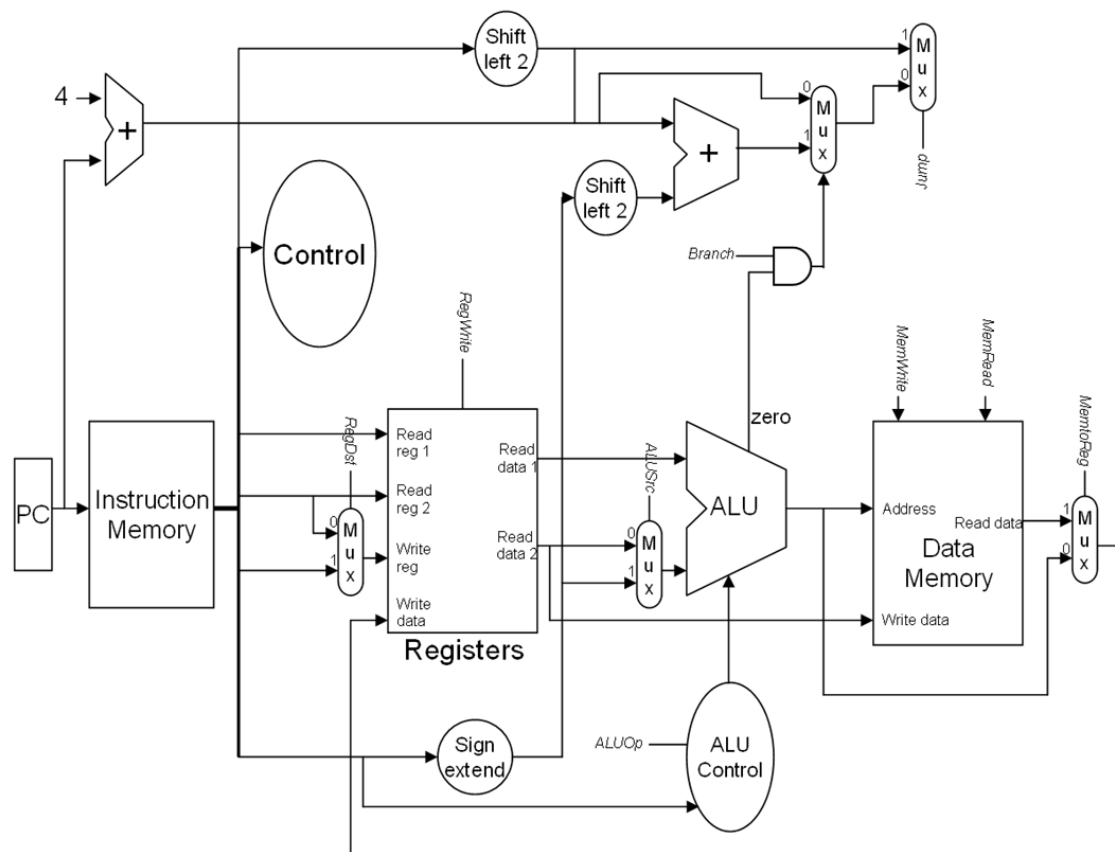 Shift
left 2
1
0
M
u
x
Jump
4
+
0
1
M
u
x
+
Shift
left 2
Control
Branch
RegWrite
MemWrite
MemRead
zero
PC
Instruction
Memory
RegDst
0
1
M
u
x
Read
reg 1
Read
reg 2
Write
reg
Write
data
Read
data 1
Read
data 2
Registers
ALUSrc
0
1
M
u
x
ALU
Address
Read data
Data
Memory
Write data
MemtoReg
1
0
M
u
x
Sign
extend
ALUOp
ALU
Control